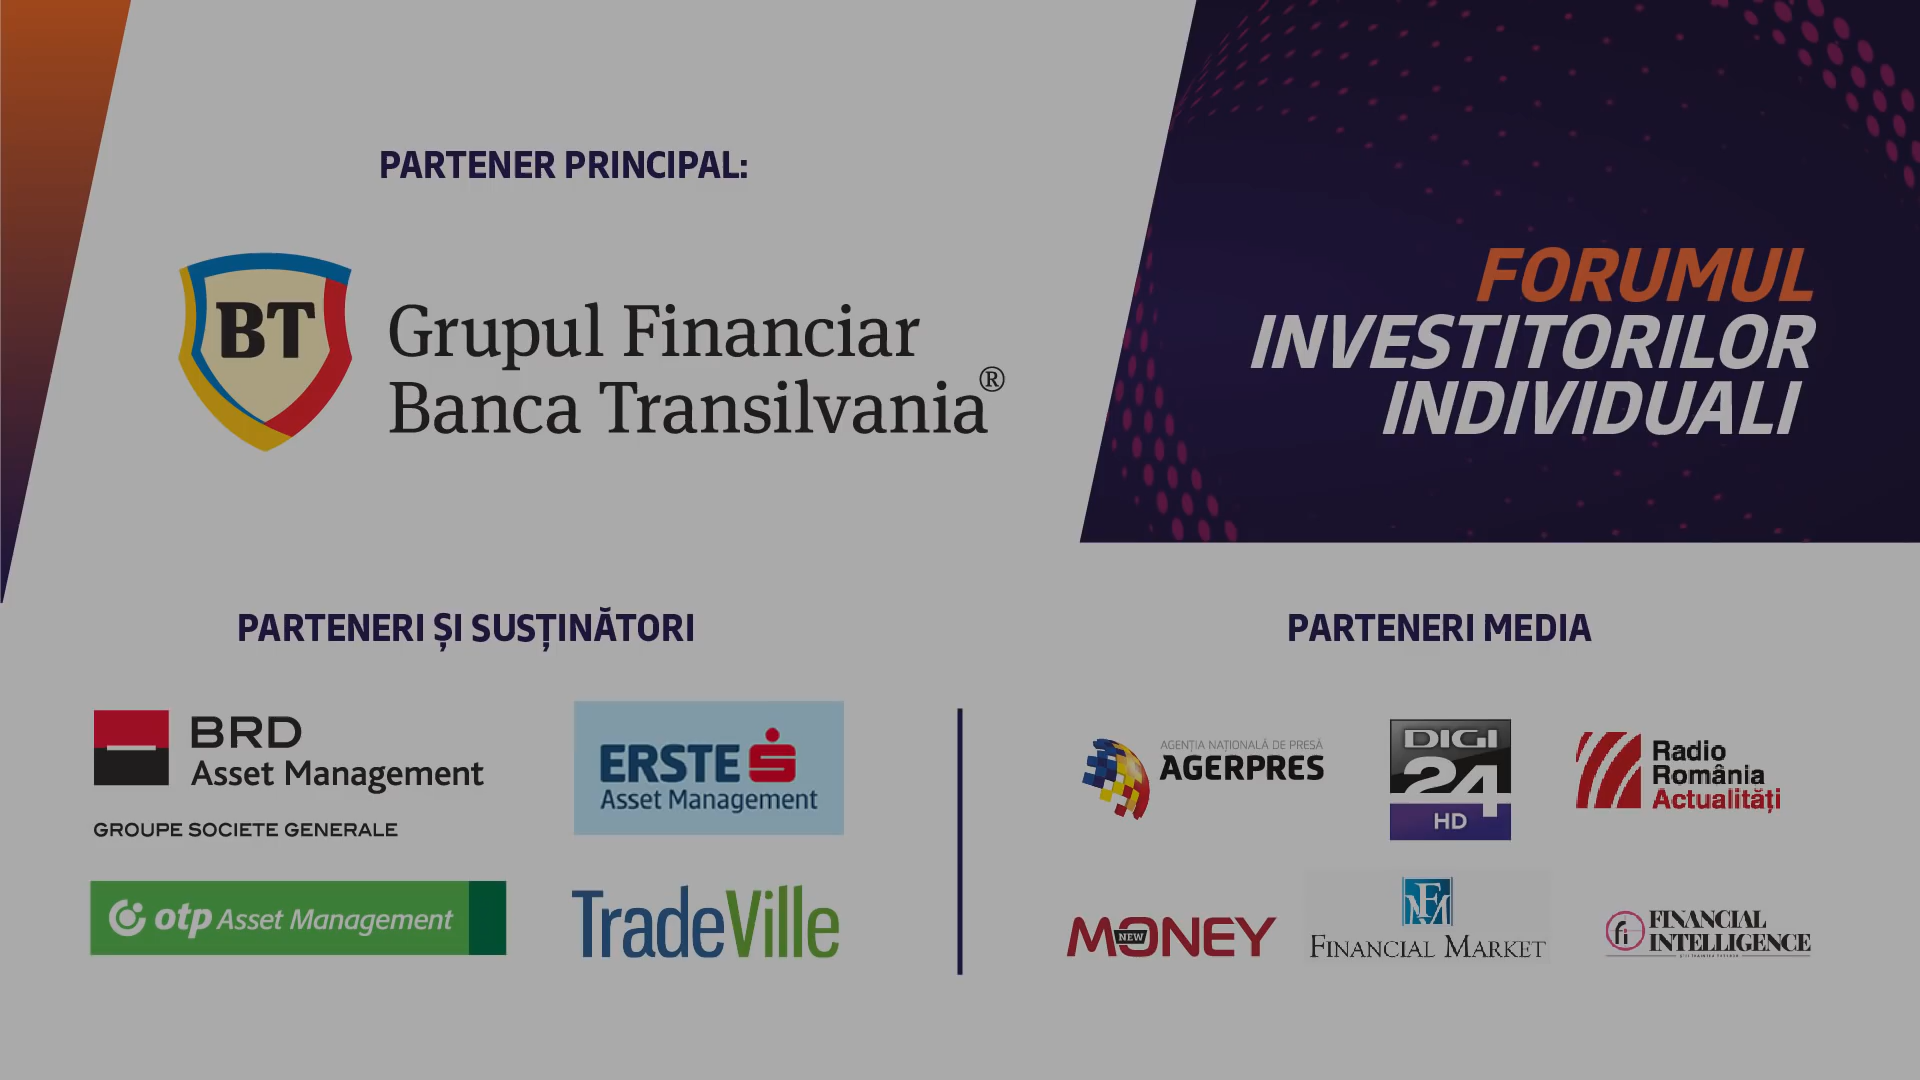 PARTENER PRINCIPAL:
BT
Grupul Financiar
Banca Transilvania®
FORUMUL
INVESTITORILOR
INDIVIDUALI
PARTENERI ȘI SUSȚINĂTORI
BRD
Asset Management
GROUPE SOCIETE GENERALE
ERSTE
Asset Management
otp Asset Management
TradeVille
PARTENERI MEDIA
AGENȚIA NAȚIONALĂ DE PRESĂ
AGERPRES
DIGI
24
HD
Radio
România
Actualități
MONEY
NEW
FM
FINANCIAL MARKET
fi
FINANCIAL
INTELLIGENCE